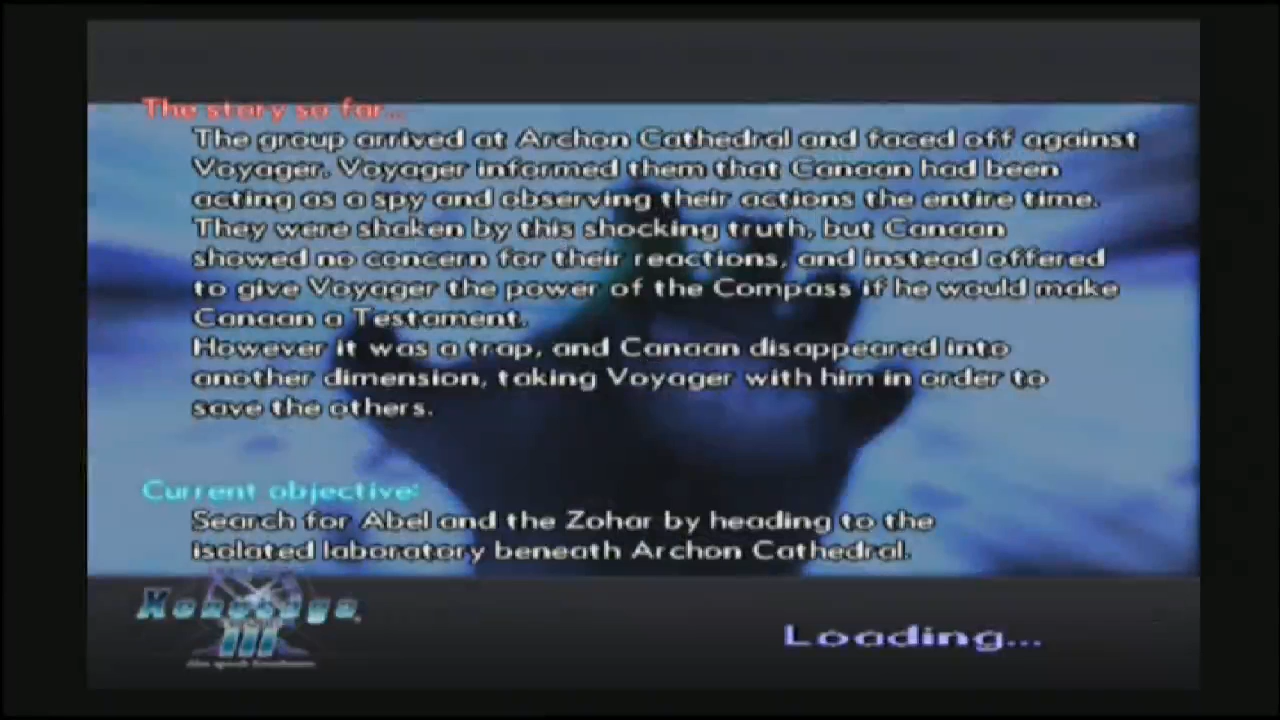 The story so far...
The group arrived at Archon Cathedral and faced off against
Voyager. Voyager informed them that Canaan had been
acting as a spy and observing their actions the entire time.
They were shaken by this shocking truth, but Canaan
showed no concern for their reactions, and instead offered
to give Voyager the power of the Compass if he would make
Canaan a Testament.
However it was a trap, and Canaan disappeared into
another dimension, taking Voyager with him in order to
save the others.
Current objective:
Search for Abel and the Zohar by heading to the
isolated laboratory beneath Archon Cathedral.
Xenosaga
III
Loading...